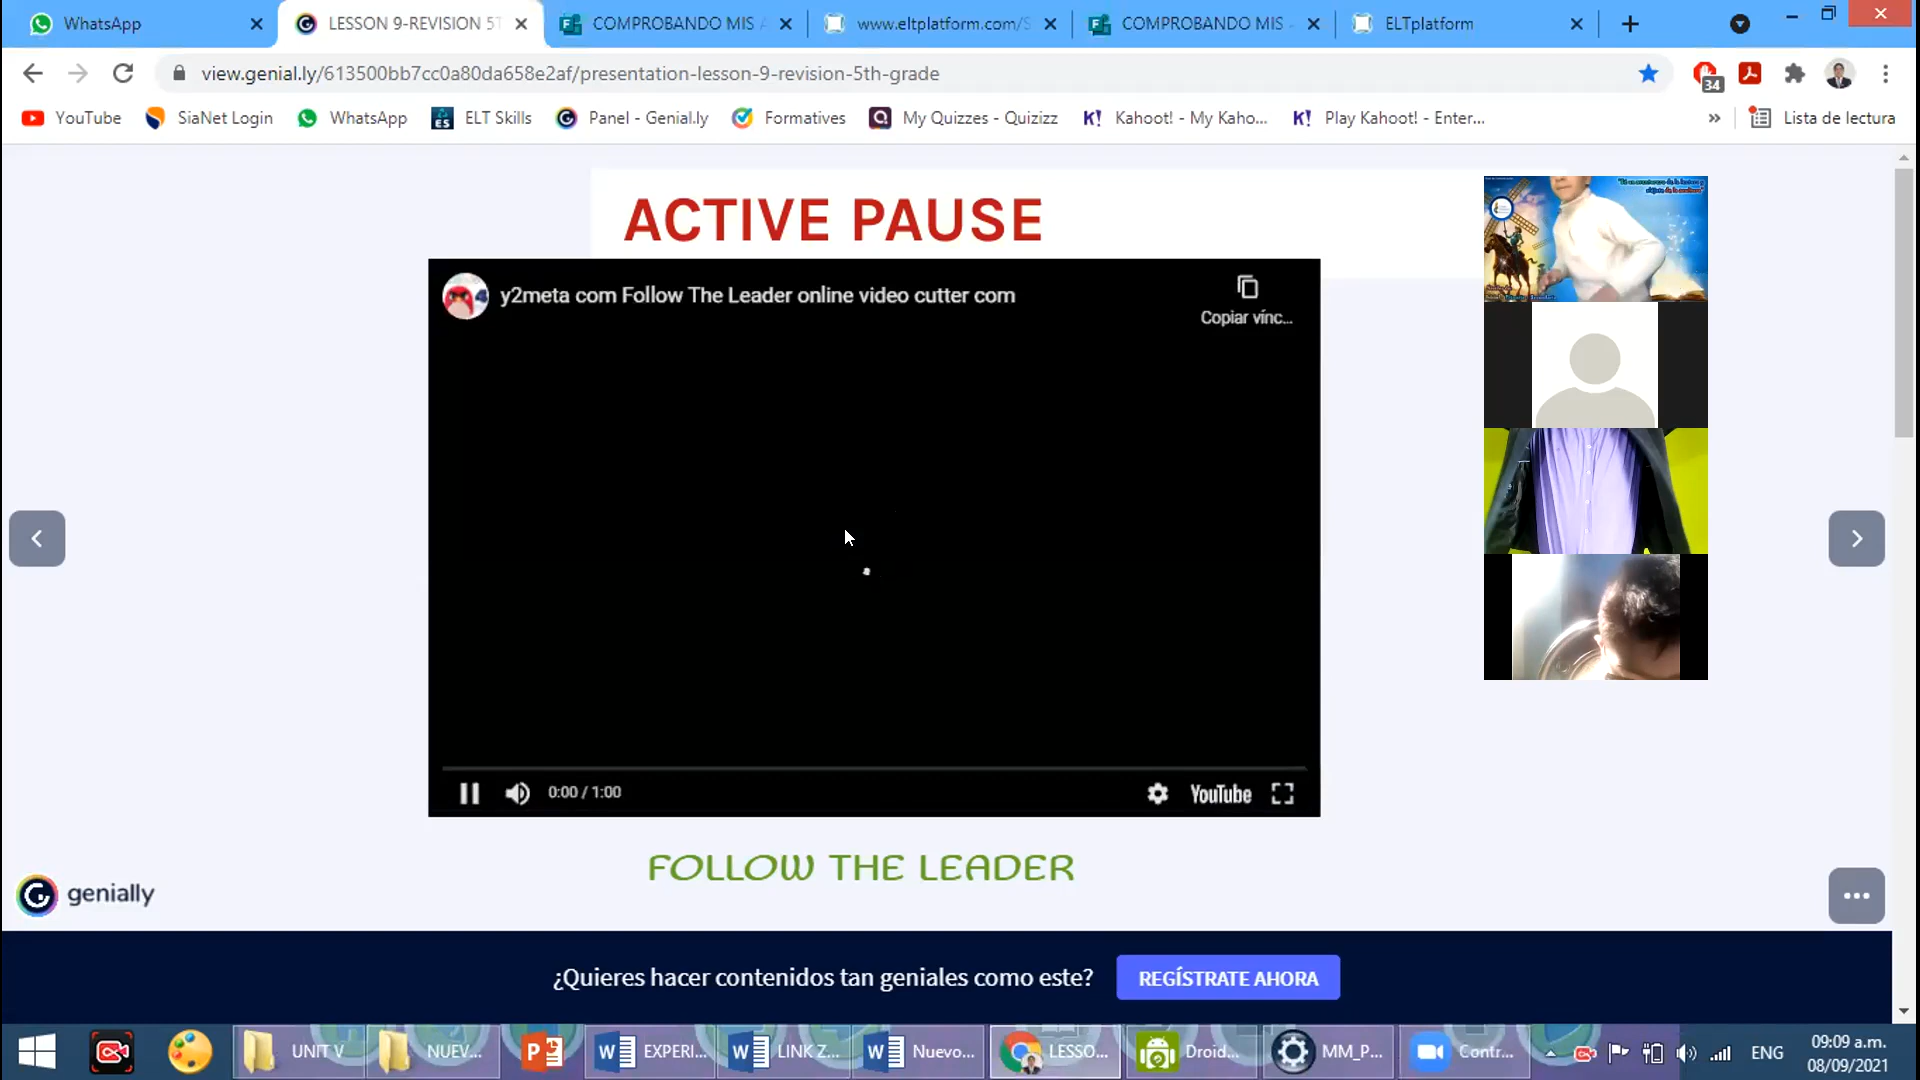 WhatsApp
LESSON 9-REVISION 5T
COMPROBANDO MIS
www.eltplatform.com/S
COMPROBANDO MIS
ELTplatform
view.genial.ly/613500bb7cc0a80da658e2af/presentation-lesson-9-revision-5th-grade
34
YouTube
SiaNet Login
WhatsApp
ES
ELT Skills
Panel - Genial.ly
Formatives
My Quizzes - Quizizz
K! Kahoot! - My Kaho...
K! Play Kahoot! - Enter...
»
Lista de lectura
ACTIVE PAUSE
y2meta com Follow The Leader online video cutter com
Copiar vínc...
0:00 / 1:00
YouTube
FOLLOW THE LEADER
genially
¿Quieres hacer contenidos tan geniales como este?
REGÍSTRATE AHORA
UNIT V
NUEV...
EXPERI...
LINK Z...
Nuevo...
LESSO...
Droid...
MM_P...
Contr...
ENG
09:09 a.m.
08/09/2021